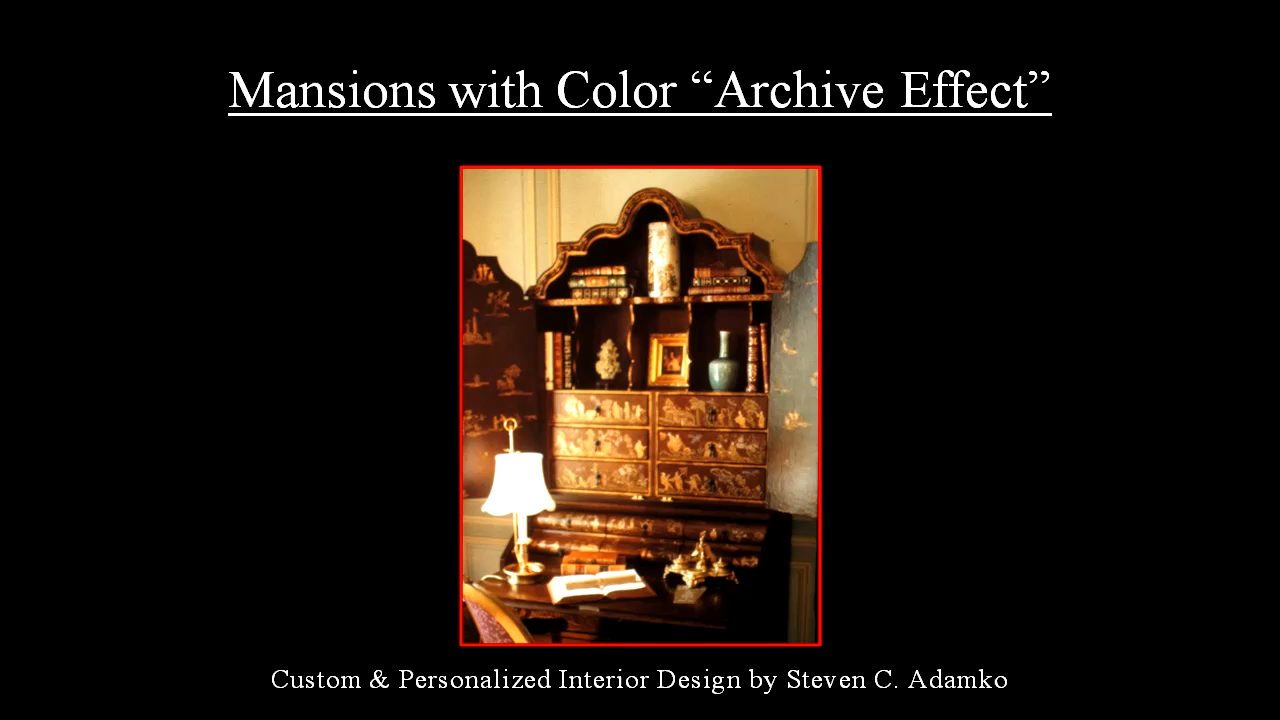 Mansions with Color “Archive Effect”
Custom & Personalized Interior Design by Steven C. Adamko